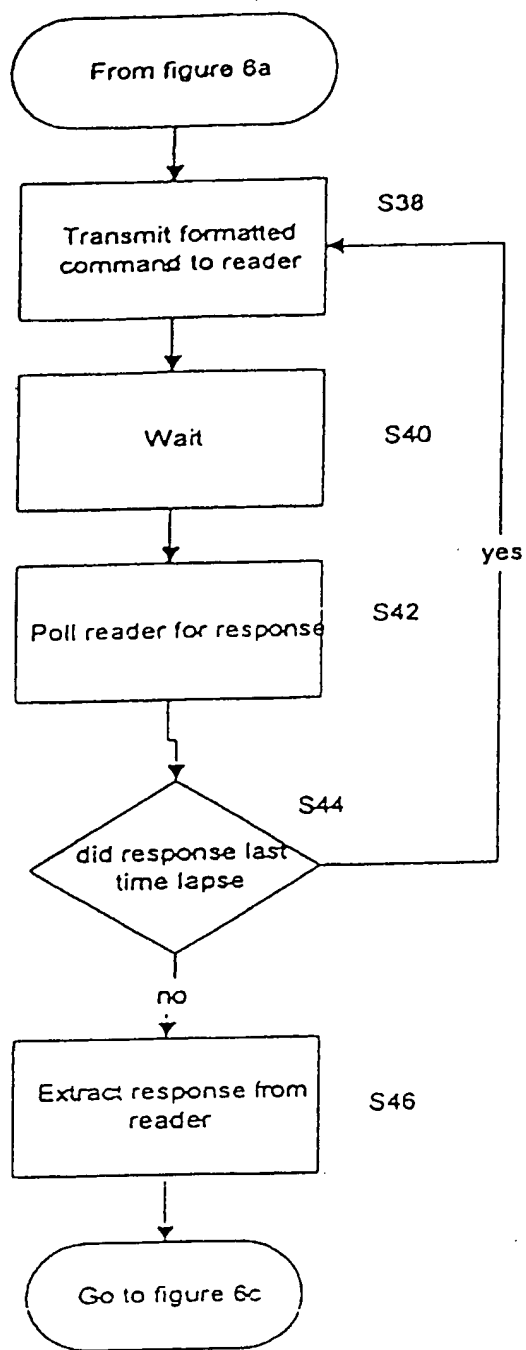 From figure 6a
S38
Transmit formatted
command to reader
Wait
S40
yes
Poll reader for response
S42
S44
did response last
time lapse
no
Extract response from
reader
S46
Go to figure 6c